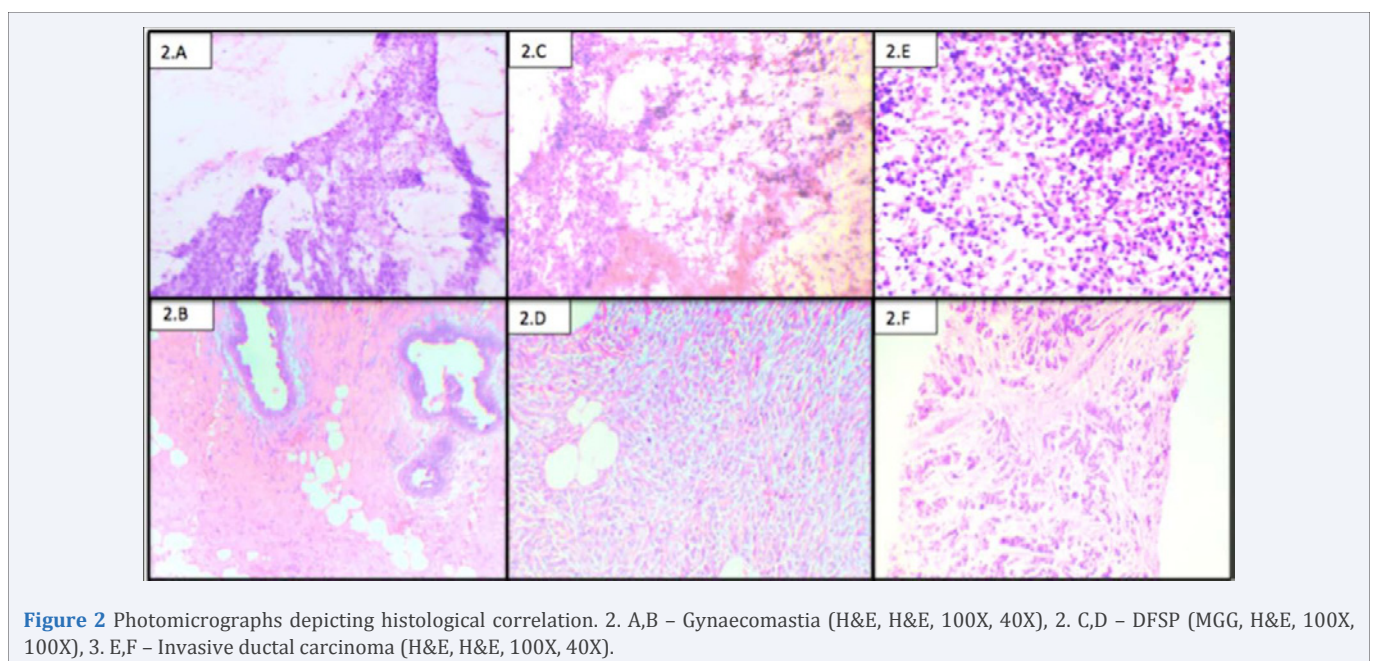 2.A
2.C
2.E
2.B
2.D
2.F
Figure 2 Photomicrographs depicting histological correlation. 2. A,B – Gynaecomastia (H&E, H&E, 100X, 40X), 2. C,D – DFSP (MGG, H&E, 100X,
100X), 3. E,F – Invasive ductal carcinoma (H&E, H&E, 100X, 40X).